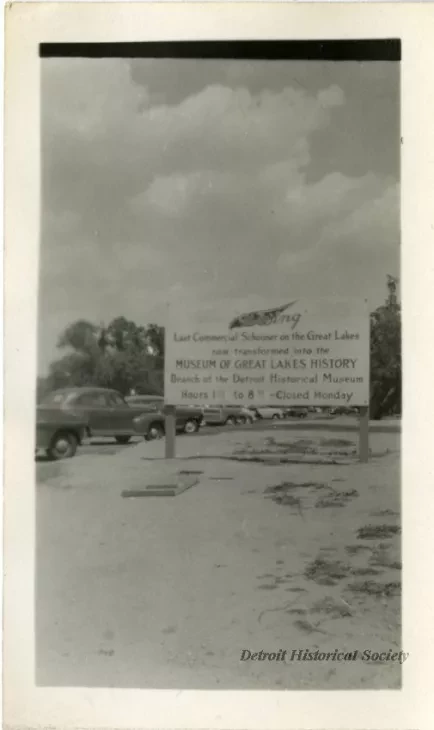 Last Commercial Schooner on the Great Lakes
now transformed into the
MUSEUM OF GREAT LAKES HISTORY
Branch of the Detroit Historical Museum
Hours 1 to 8 - Closed Monday
Detroit Historical Society